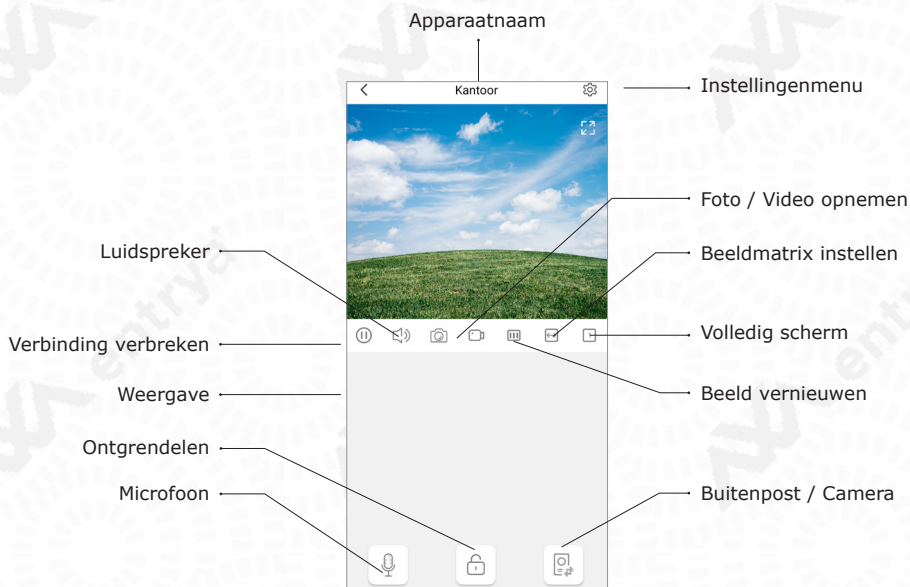 Apparaatnaam
Kantoor
Instellingenmenu
Foto / Video opnemen
Luidspreker
Beeldmatrix instellen
Verbinding verbreken
Volledig scherm
Weergave
Beeld vernieuwen
Ontgrendelen
Microfoon
Buitenpost / Camera
entrya